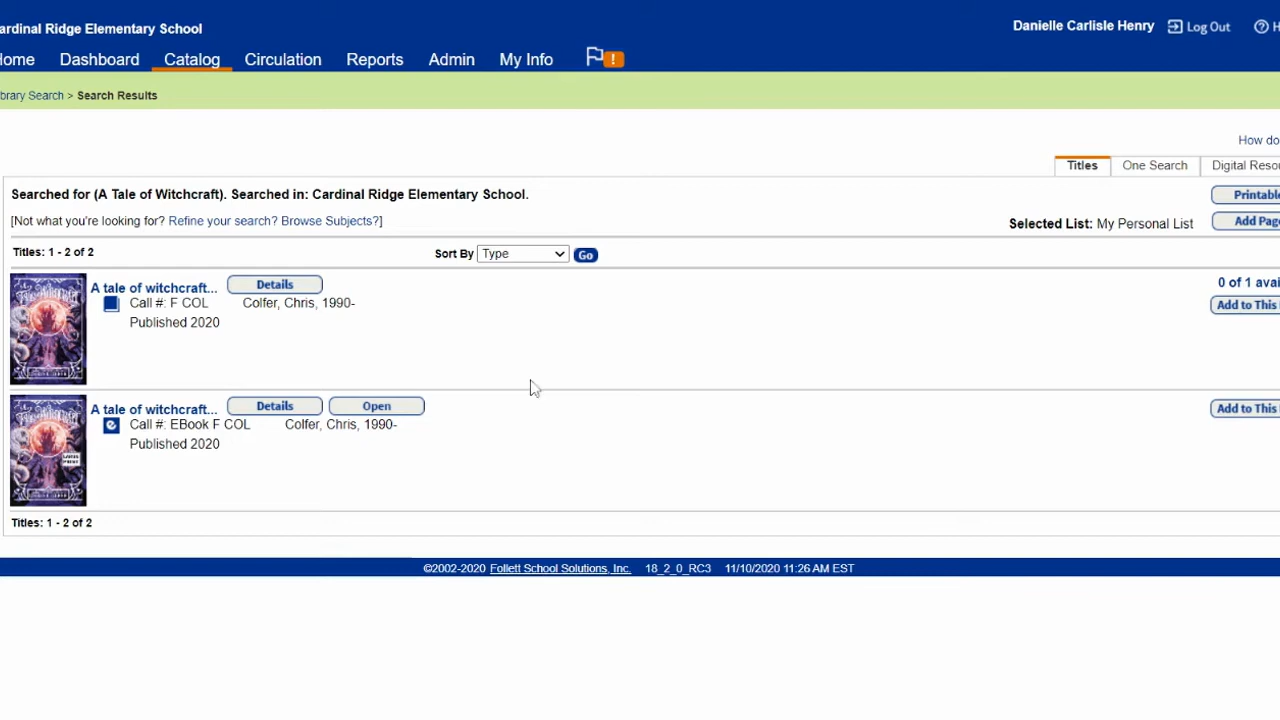 ardinal Ridge Elementary School
Danielle Carlisle Henry Log Out H
Home Dashboard Catalog Circulation Reports Admin My Info !
brary Search > Search Results
How do
Titles One Search Digital Reso
Searched for (A Tale of Witchcraft). Searched in: Cardinal Ridge Elementary School.
Printable
[Not what you're looking for? Refine your search? Browse Subjects?]
Selected List: My Personal List
Add Page
Titles: 1 - 2 of 2
Sort By Type Go
A tale of witchcraft... Details
0 of 1 avai
Call #: F COL Colfer, Chris, 1990-
Add to This
Published 2020
A tale of witchcraft... Details Open
Add to This
Call #: EBook F COL Colfer, Chris, 1990-
Published 2020
Titles: 1 - 2 of 2
©2002-2020 Follett School Solutions, Inc. 18_2_0_RC3 11/10/2020 11:26 AM EST